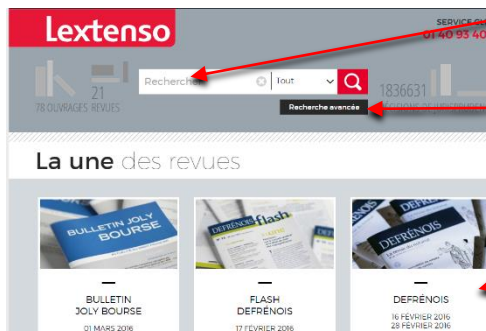 Lextenso
SERVICE CL
01 40 93 40
Rechercher
Tout
21
78 OUVRAGES REVUES
1836631
Recherche avancée
La une des revues
BULLETIN JOLY
BOURSE
DEFRÉNOIS flash
DEFRÉNOIS
BULLETIN
JOLY BOURSE
01 MARS 2016
FLASH
DEFRÉNOIS
17 FÉVRIER 2016
DEFRÉNOIS
16 FÉVRIER 2016
28 FÉVRIER 2016